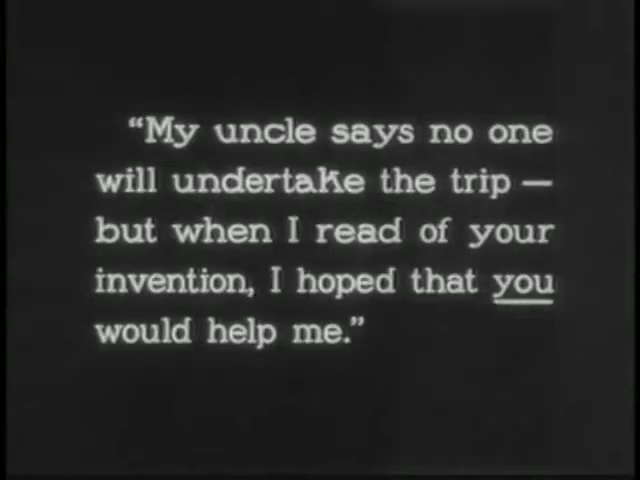 “My uncle says no one
will undertake the trip —
but when I read of your
invention, I hoped that you
would help me.”